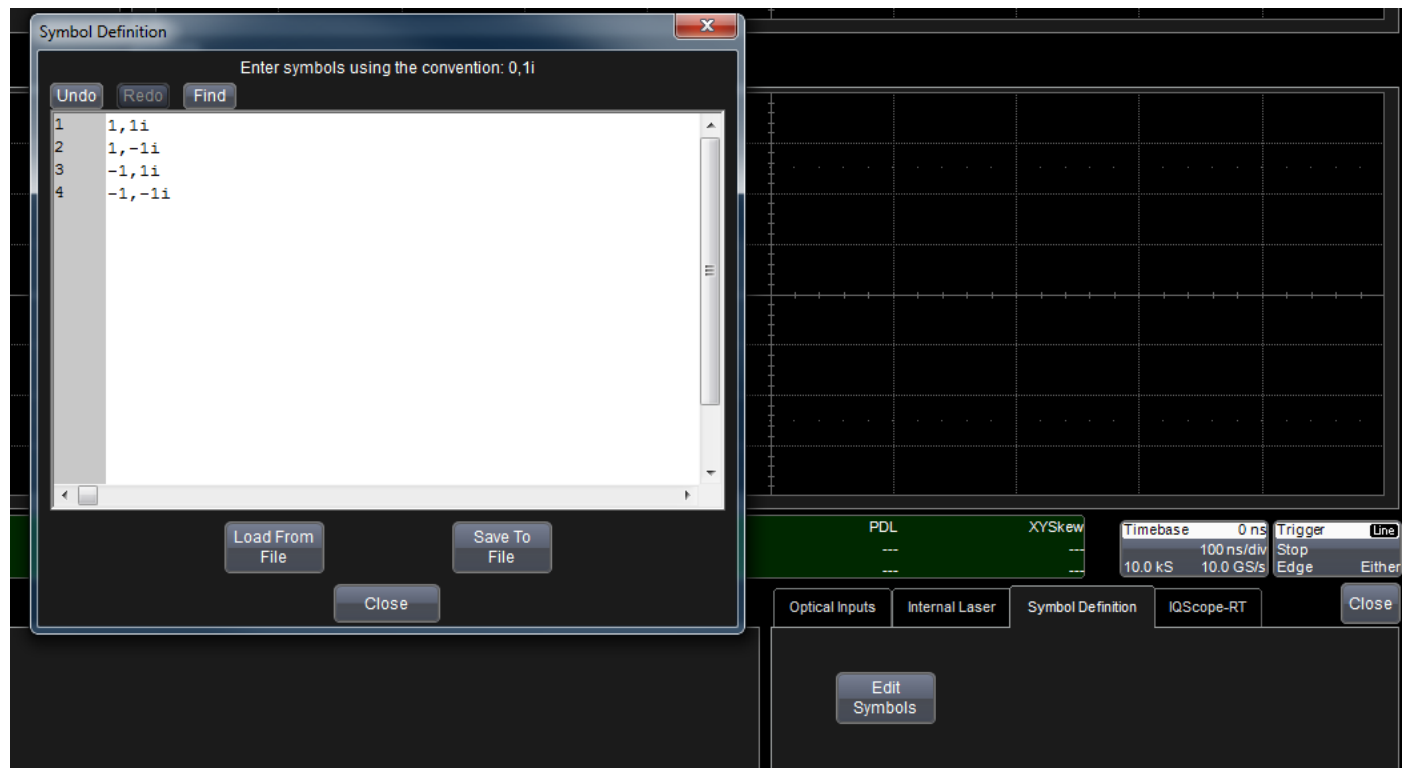 Symbol Definition
x
Enter symbols using the convention: 0,1i
Undo Redo Find
1 1,1i
2 1,-1i
3 -1,1i
4 -1,-1i
Load From
File
Save To
File
Close
PDL XYSkew
--- ---
--- ---
Timebase 0 ns
100 ns/div
10.0 kS 10.0 GS/s
Trigger Line
Stop
Edge Either
Optical Inputs Internal Laser Symbol Definition IQScope-RT Close
Edit
Symbols